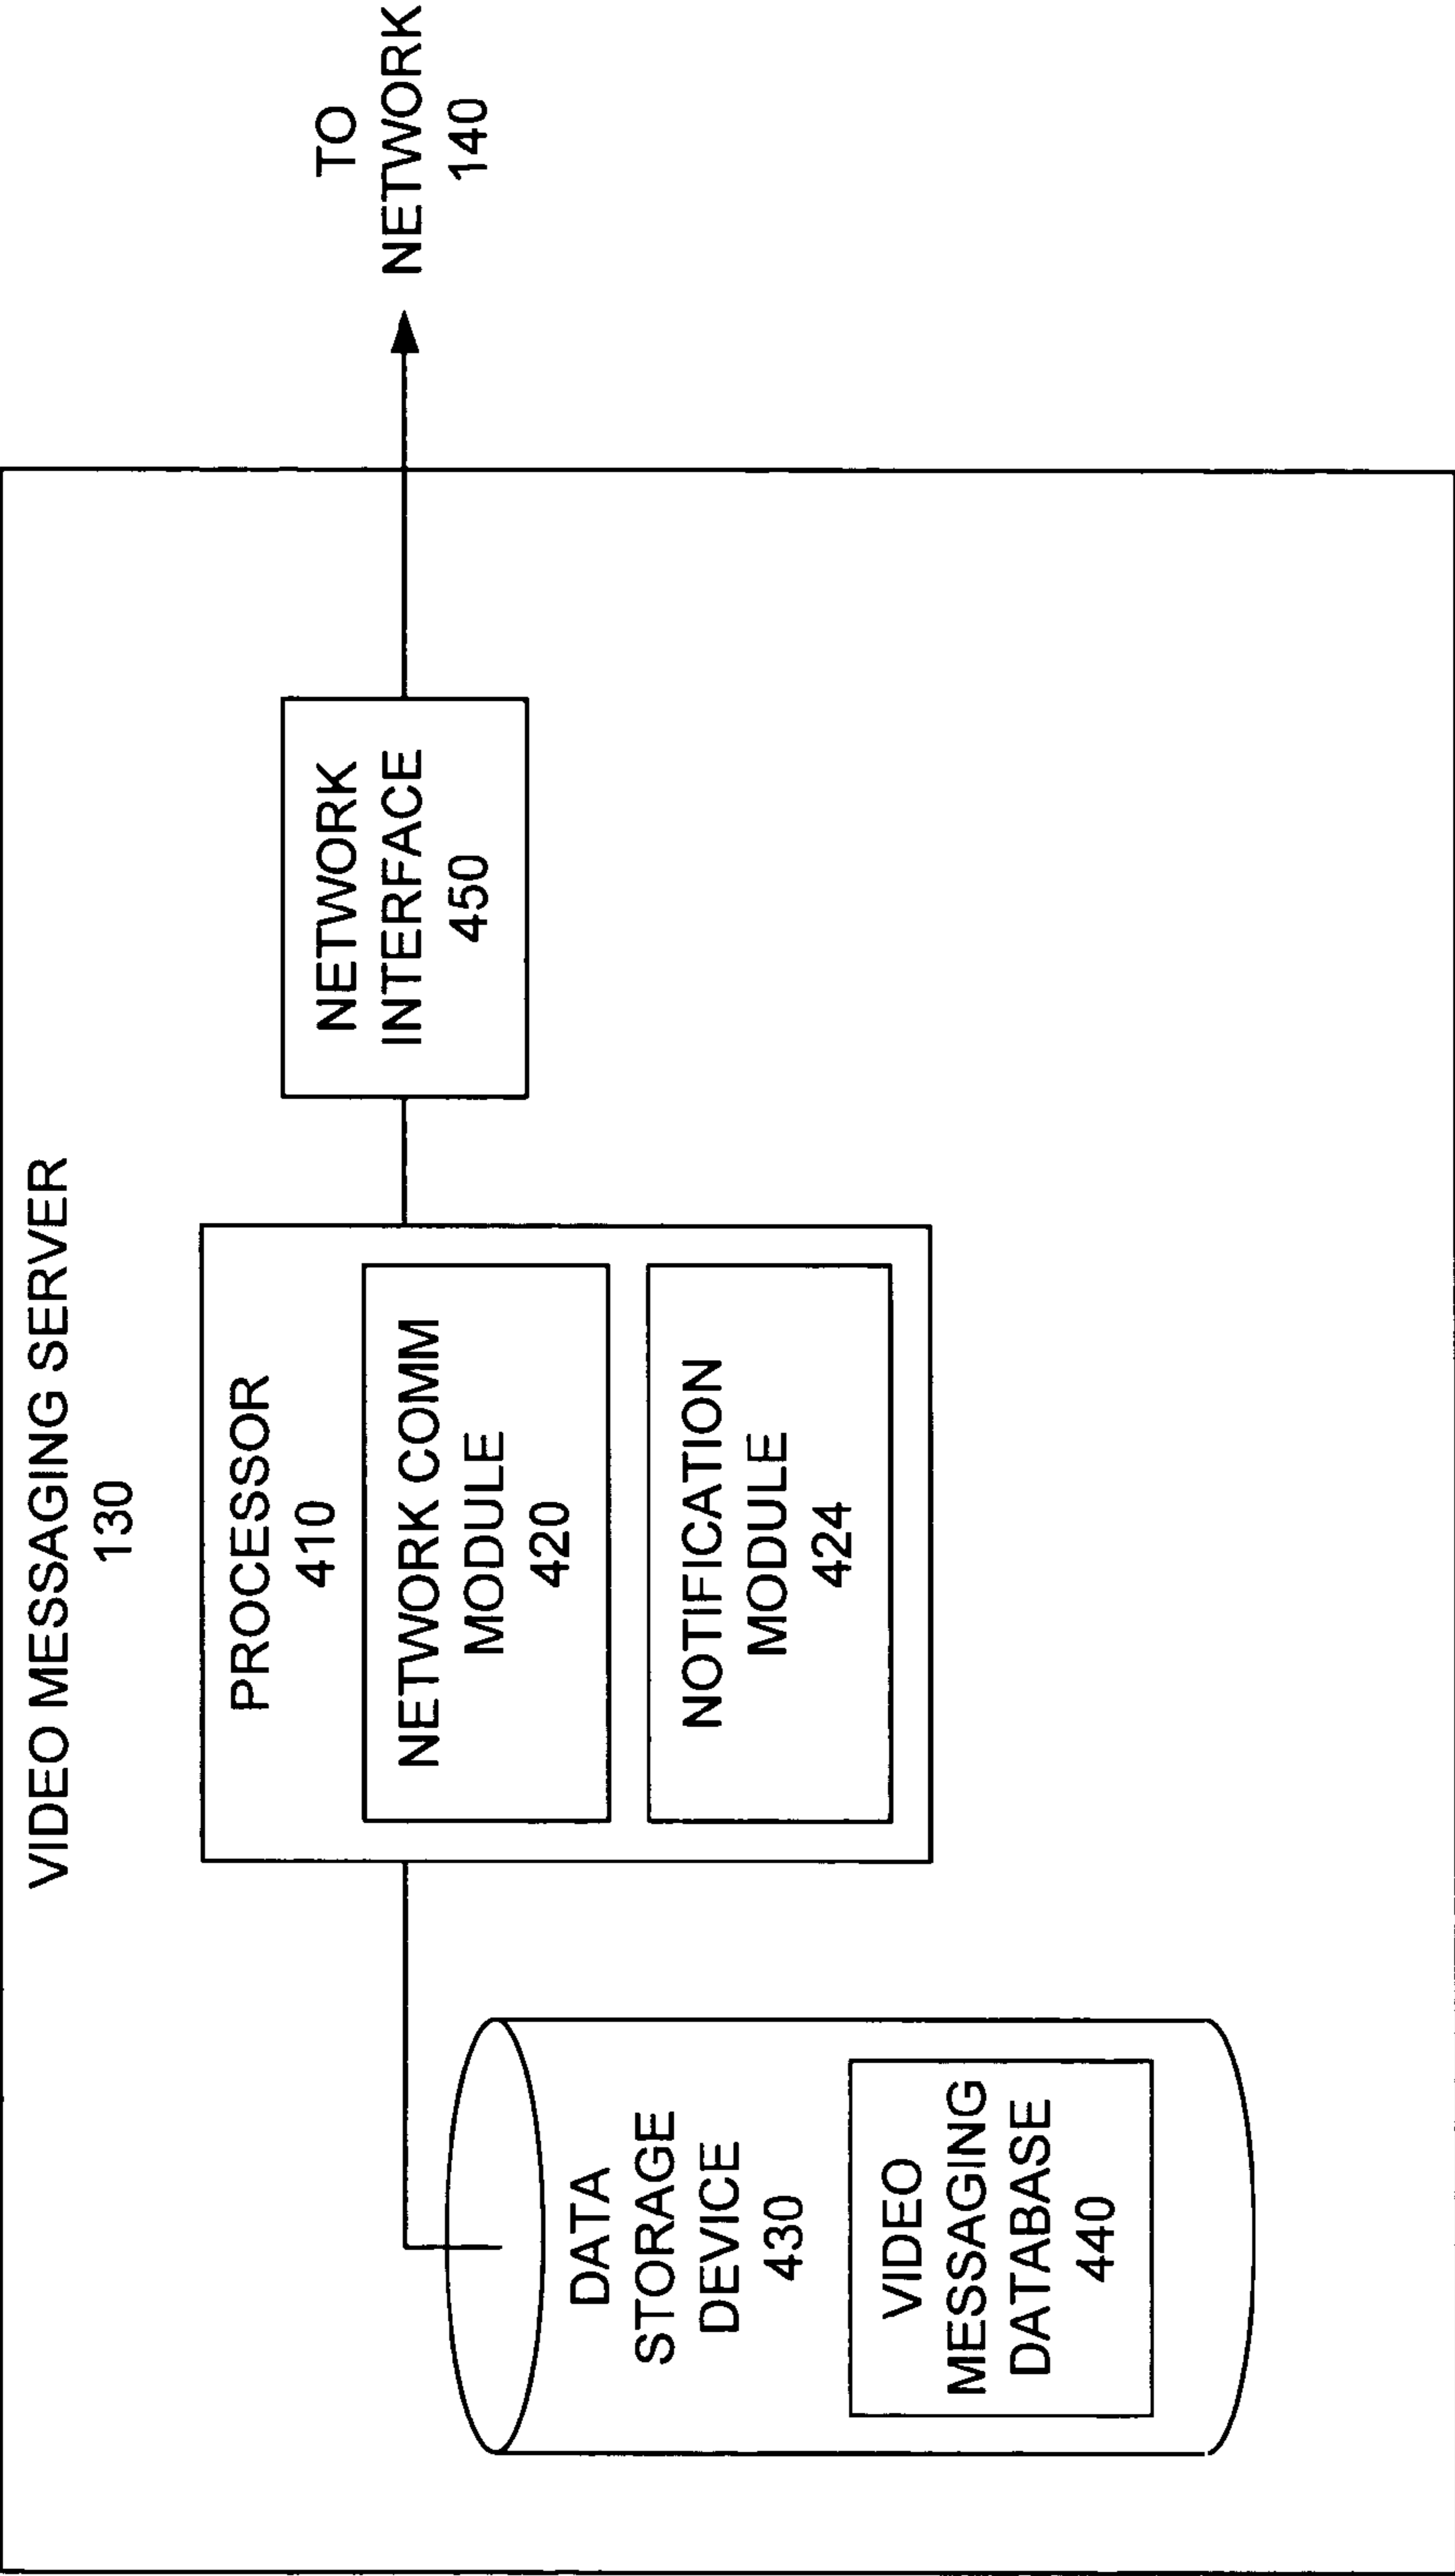 VIDEO MESSAGING SERVER
130
DATA
STORAGE
DEVICE
430
VIDEO
MESSAGING
DATABASE
440
PROCESSOR
410
NETWORK COMM
MODULE
420
NOTIFICATION
MODULE
424
NETWORK
INTERFACE
450
TO
NETWORK
140